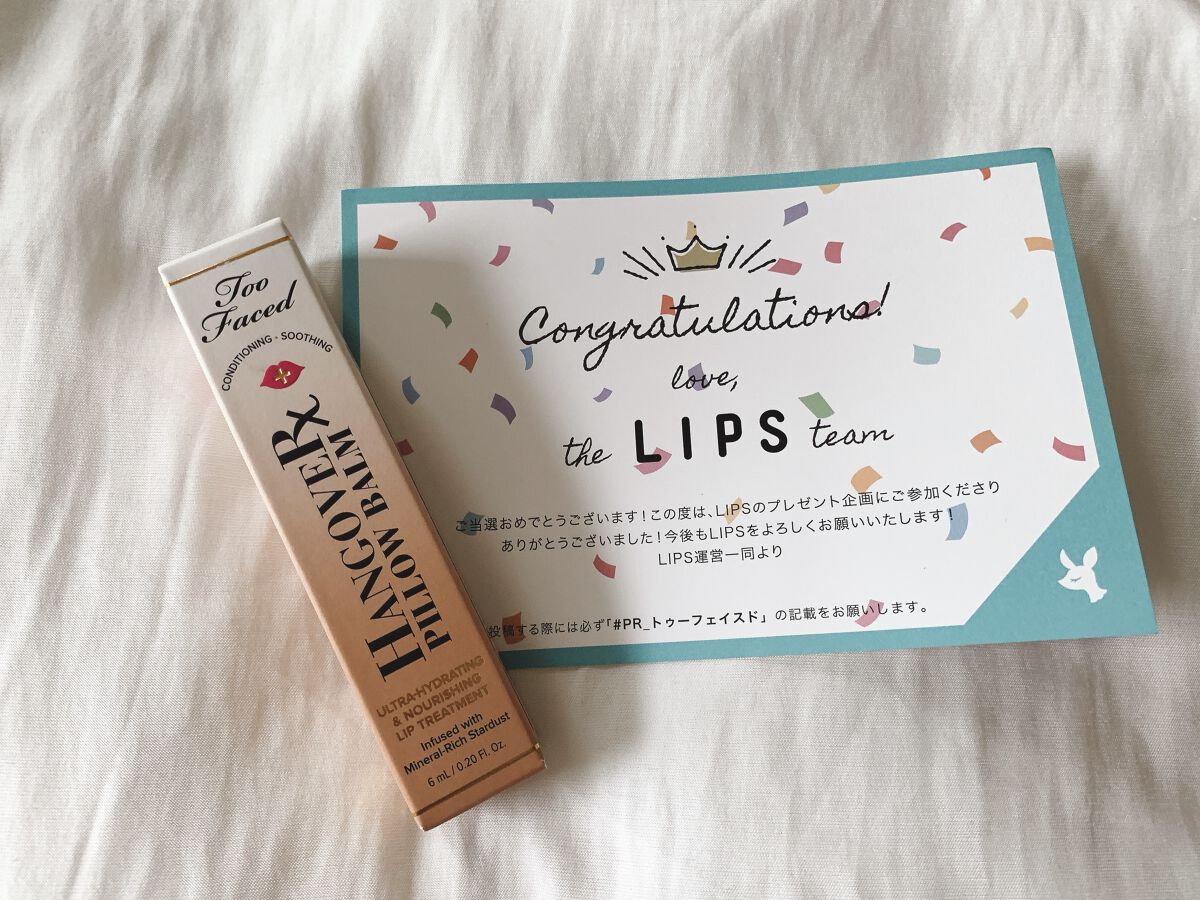 Too
Faced
CONDITIONING · SOOTHING
HANGOVERx
PILLOW BALM
ULTRA-HYDRATING
& NOURISHING
LIP TREATMENT
Infused with
Mineral-Rich Stardust
6 mL / 0.20 Fl. Oz.
Congratulations!
love,
the LIPS team
ご当選おめでとうございます！この度は、LIPSのプレゼント企画にご参加くださり
ありがとうございました！今後もLIPSをよろしくお願いいたします！
LIPS運営一同より
投稿する際には必ず「#PR_トゥーフェイスド」の記載をお願いします。